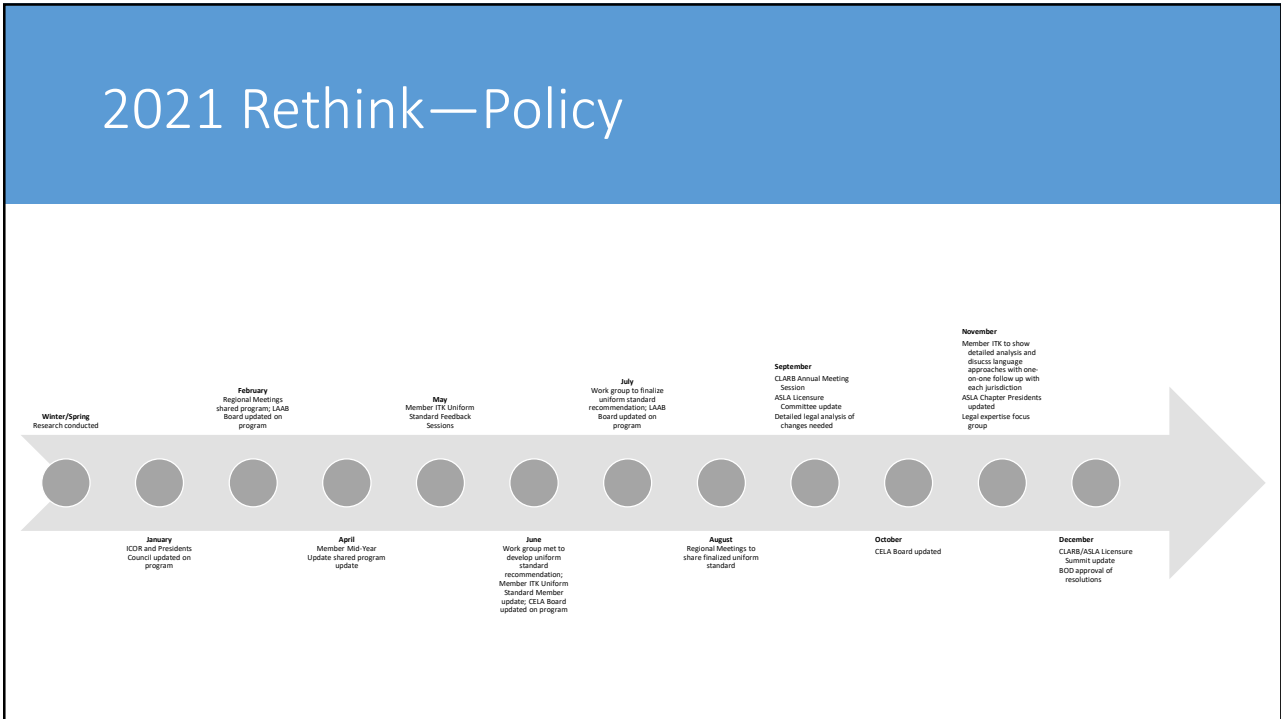 2021 Rethink—Policy
Winter/Spring
Research conducted
January
ICOR and Presidents
Council updated on
program
February
Regional Meetings
shared program; LAAB
Board updated on
program
April
Member Mid-Year
Update shared program
update
May
Member ITK Uniform
Standard Feedback
Sessions
June
Work group met to
develop uniform
standard
recommendation;
Member ITK Uniform
Standard Member
update; CELA Board
updated on program
July
Work group to finalize
uniform standard
recommendation; LAAB
Board updated on
program
August
Regional Meetings to
share finalized uniform
standard
September
CLARB Annual Meeting
Session
ASLA Licensure
Committee update
Detailed legal analysis of
changes needed
October
CELA Board updated
November
Member ITK to show
detailed analysis and
disucss language
approaches with one-
on-one follow up with
each jurisdiction
ASLA Chapter Presidents
updated
Legal expertise focus
group
December
CLARB/ASLA Licensure
Summit update
BOD approval of
resolutions